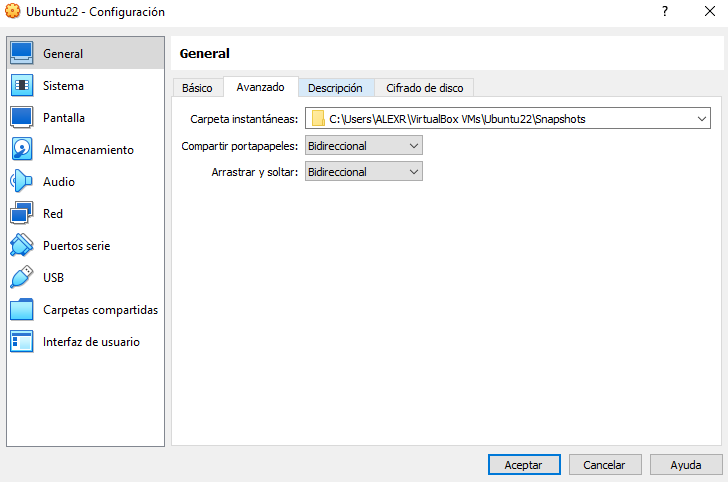 Ubuntu22 - Configuración
?
General
Sistema
Pantalla
Almacenamiento
Audio
Red
Puertos serie
USB
Carpetas compartidas
Interfaz de usuario
General
Básico Avanzado Descripción Cifrado de disco
Carpeta instantáneas: C:\Users\ALEXR\VirtualBox VMs\Ubuntu22\Snapshots
Compartir portapapeles: Bidireccional
Arrastrar y soltar: Bidireccional
Aceptar Cancelar Ayuda